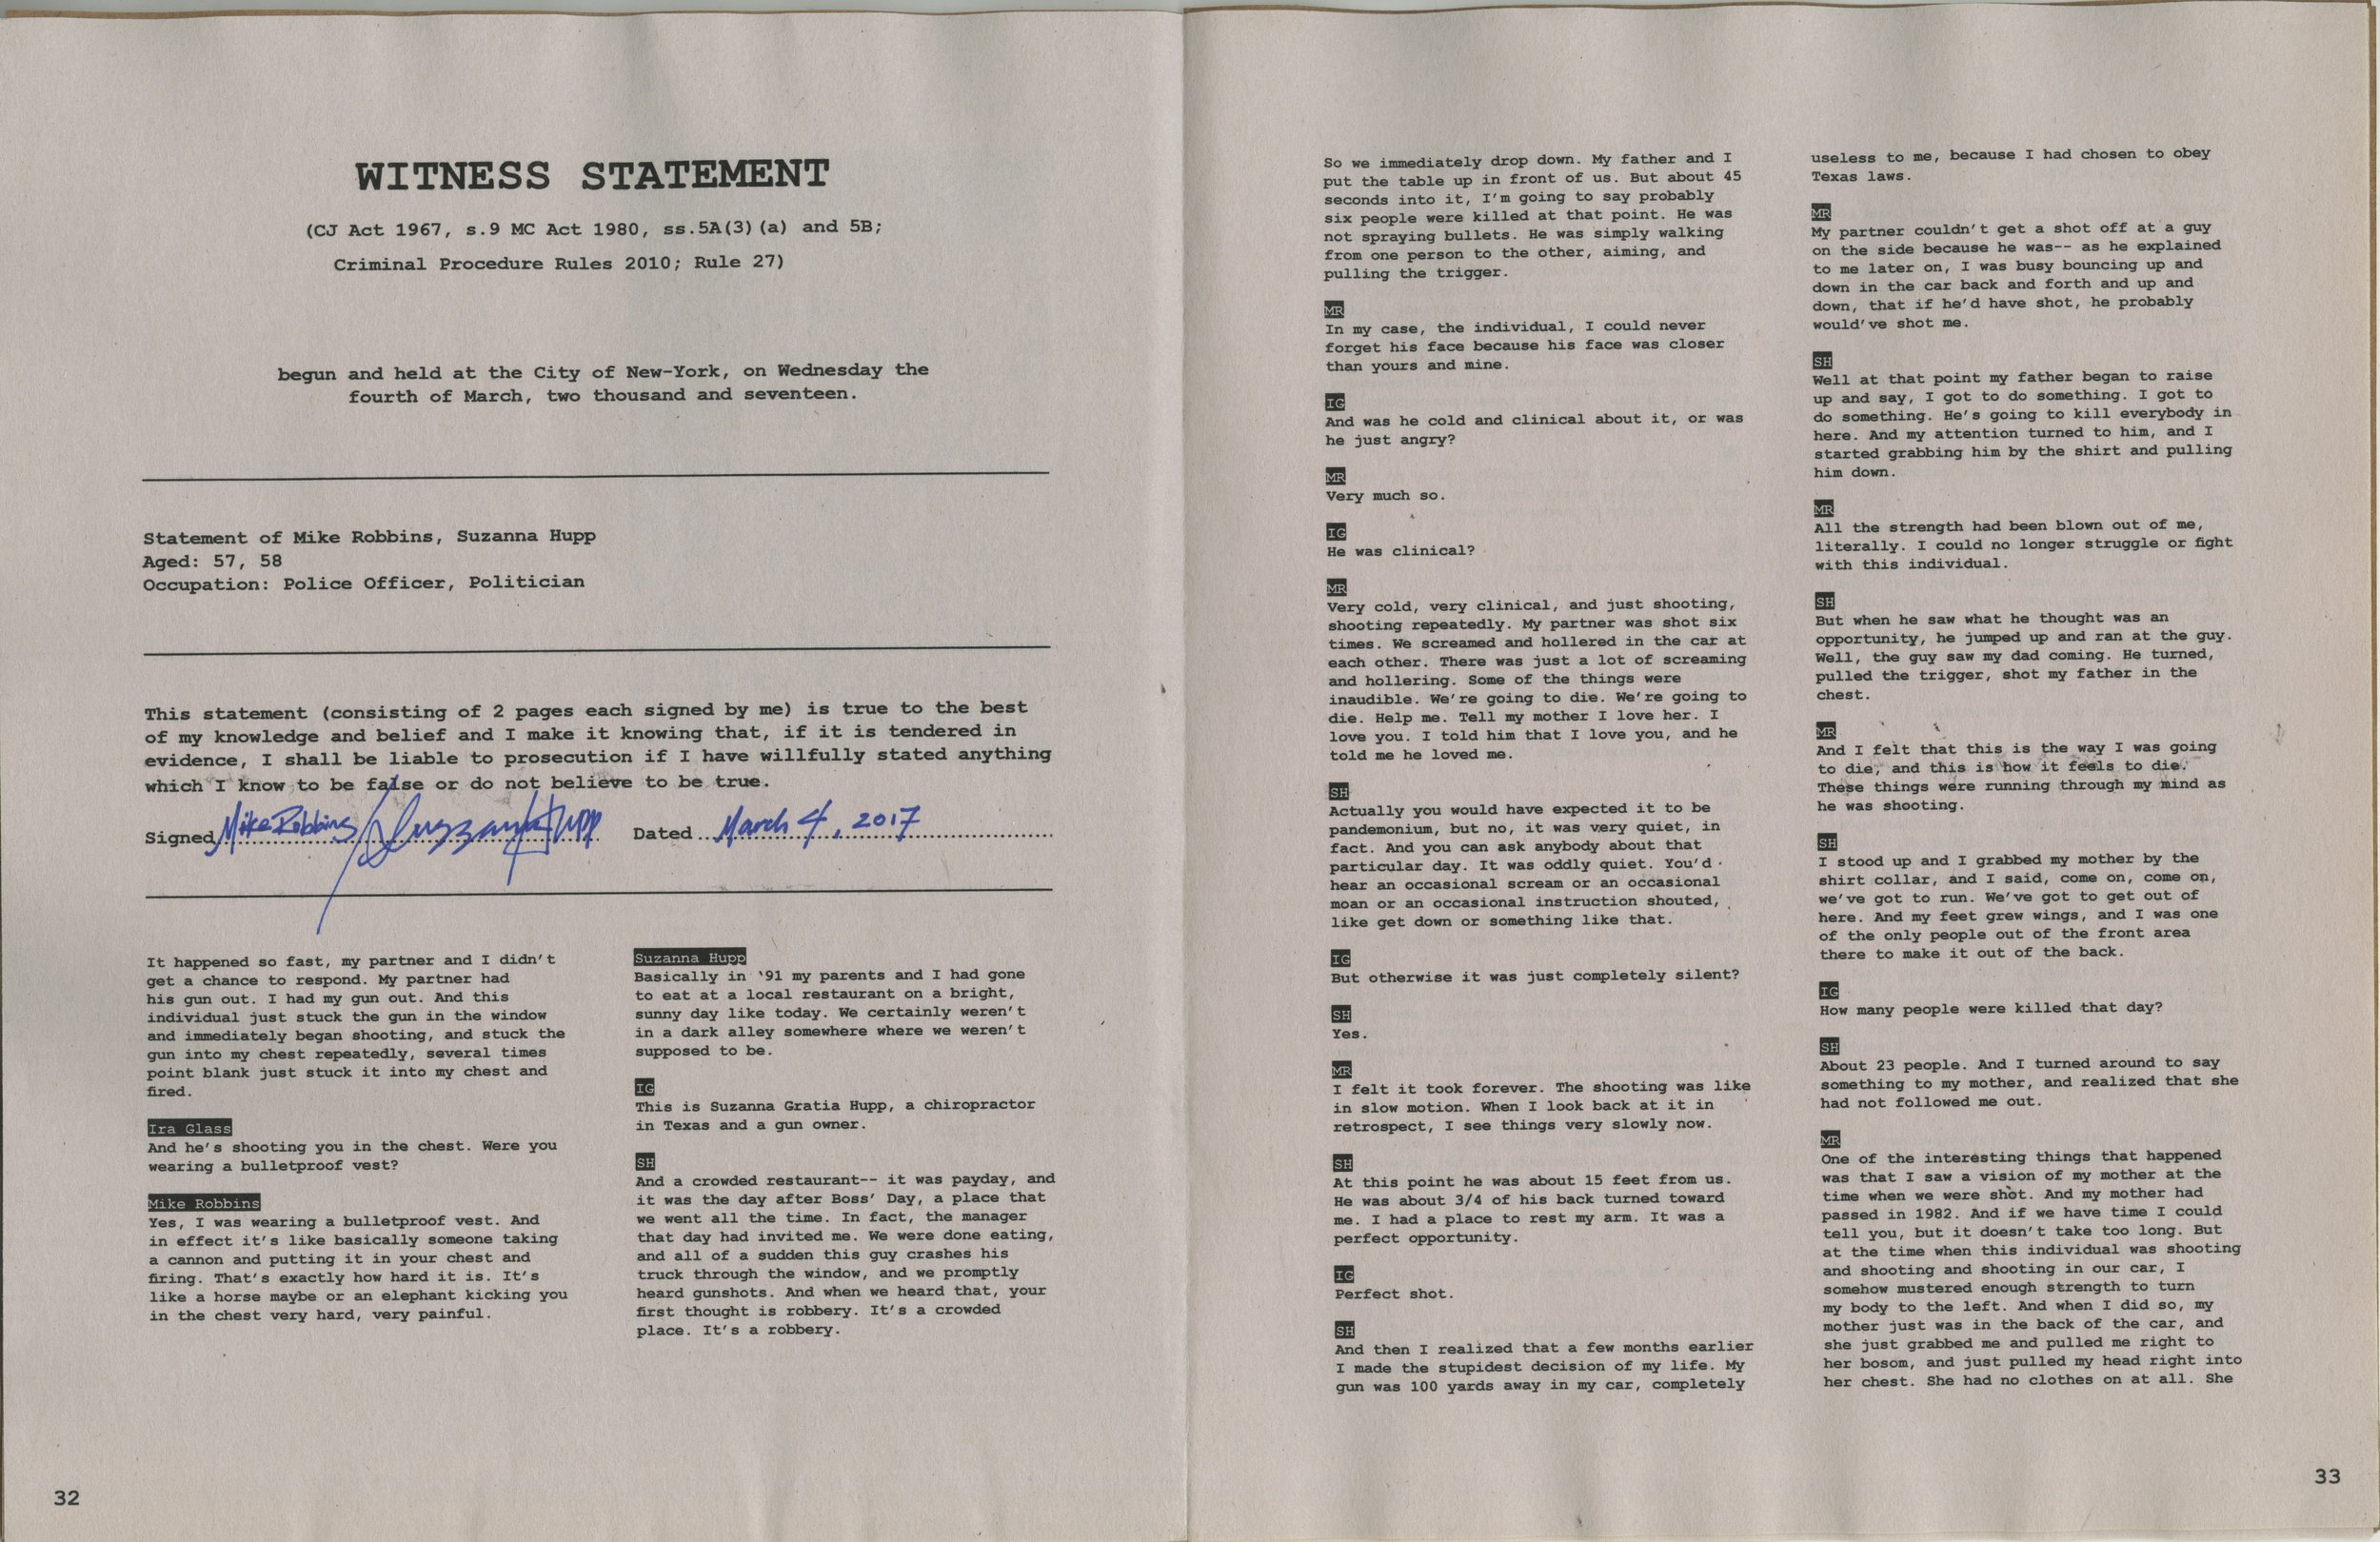 WITNESS STATEMENT
(CJ Act 1967, s.9 MC Act 1980, ss.5A(3)(a) and 5B;
Criminal Procedure Rules 2010; Rule 27)
begun and held at the City of New-York, on Wednesday the
fourth of March, two thousand and seventeen.
Statement of Mike Robbins, Suzanna Hupp
Aged: 57, 58
Occupation: Police Officer, Politician
This statement (consisting of 2 pages each signed by me) is true to the best
of my knowledge and belief and I make it knowing that, if it is tendered in
evidence, I shall be liable to prosecution if I have willfully stated anything
which I know to be false or do not believe to be true.
Signed Mike Robbins / Suzzanna Hupp Dated March 4, 2017
It happened so fast, my partner and I didn't
get a chance to respond. My partner had
his gun out. I had my gun out. And this
individual just stuck the gun in the window
and immediately began shooting, and stuck the
gun into my chest repeatedly, several times
point blank just stuck it into my chest and
fired.
Ira Glass
And he's shooting you in the chest. Were you
wearing a bulletproof vest?
Mike Robbins
Yes, I was wearing a bulletproof vest. And
in effect it's like basically someone taking
a cannon and putting it in your chest and
firing. That's exactly how hard it is. It's
like a horse maybe or an elephant kicking you
in the chest very hard, very painful.
Suzanna Hupp
Basically in '91 my parents and I had gone
to eat at a local restaurant on a bright,
sunny day like today. We certainly weren't
in a dark alley somewhere where we weren't
supposed to be.
IG
This is Suzanna Gratia Hupp, a chiropractor
in Texas and a gun owner.
SH
And a crowded restaurant-- it was payday, and
it was the day after Boss' Day, a place that
we went all the time. In fact, the manager
that day had invited me. We were done eating,
and all of a sudden this guy crashes his
truck through the window, and we promptly
heard gunshots. And when we heard that, your
first thought is robbery. It's a crowded
place. It's a robbery.
32
So we immediately drop down. My father and I
put the table up in front of us. But about 45
seconds into it, I'm going to say probably
six people were killed at that point. He was
not spraying bullets. He was simply walking
from one person to the other, aiming, and
pulling the trigger.
MR
In my case, the individual, I could never
forget his face because his face was closer
than yours and mine.
IG
And was he cold and clinical about it, or was
he just angry?
MR
Very much so.
IG
He was clinical?
MR
Very cold, very clinical, and just shooting,
shooting repeatedly. My partner was shot six
times. We screamed and hollered in the car at
each other. There was just a lot of screaming
and hollering. Some of the things were
inaudible. We're going to die. We're going to
die. Help me. Tell my mother I love her. I
love you. I told him that I love you, and he
told me he loved me.
SH
Actually you would have expected it to be
pandemonium, but no, it was very quiet, in
fact. And you can ask anybody about that
particular day. It was oddly quiet. You'd
hear an occasional scream or an occasional
moan or an occasional instruction shouted,
like get down or something like that.
IG
But otherwise it was just completely silent?
SH
Yes.
MR
I felt it took forever. The shooting was like
in slow motion. When I look back at it in
retrospect, I see things very slowly now.
SH
At this point he was about 15 feet from us.
He was about 3/4 of his back turned toward
me. I had a place to rest my arm. It was a
perfect opportunity.
IG
Perfect shot.
SH
And then I realized that a few months earlier
I made the stupidest decision of my life. My
gun was 100 yards away in my car, completely
useless to me, because I had chosen to obey
Texas laws.
MR
My partner couldn't get a shot off at a guy
on the side because he was-- as he explained
to me later on, I was busy bouncing up and
down in the car back and forth and up and
down, that if he'd have shot, he probably
would've shot me.
SH
Well at that point my father began to raise
up and say, I got to do something. I got to
do something. He's going to kill everybody in
here. And my attention turned to him, and I
started grabbing him by the shirt and pulling
him down.
MR
All the strength had been blown out of me,
literally. I could no longer struggle or fight
with this individual.
SH
But when he saw what he thought was an
opportunity, he jumped up and ran at the guy.
Well, the guy saw my dad coming. He turned,
pulled the trigger, shot my father in the
chest.
MR
And I felt that this is the way I was going
to die, and this is how it feels to die.
These things were running through my mind as
he was shooting.
SH
I stood up and I grabbed my mother by the
shirt collar, and I said, come on, come on,
we've got to run. We've got to get out of
here. And my feet grew wings, and I was one
of the only people out of the front area
there to make it out of the back.
IG
How many people were killed that day?
SH
About 23 people. And I turned around to say
something to my mother, and realized that she
had not followed me out.
MR
One of the interesting things that happened
was that I saw a vision of my mother at the
time when we were shot. And my mother had
passed in 1982. And if we have time I could
tell you, but it doesn't take too long. But
at the time when this individual was shooting
and shooting and shooting in our car, I
somehow mustered enough strength to turn
my body to the left. And when I did so, my
mother just was in the back of the car, and
she just grabbed me and pulled me right to
her bosom, and just pulled my head right into
her chest. She had no clothes on at all. She
33